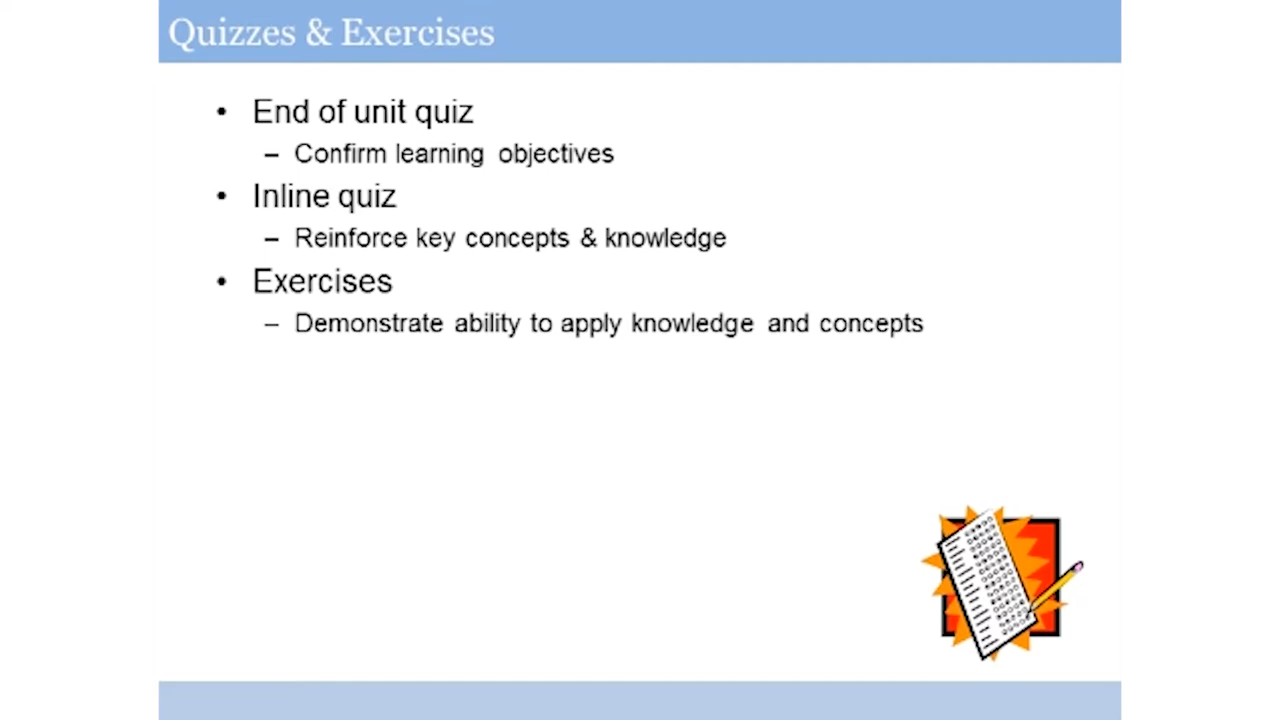 Quizzes & Exercises
• End of unit quiz
– Confirm learning objectives
• Inline quiz
– Reinforce key concepts & knowledge
• Exercises
– Demonstrate ability to apply knowledge and concepts